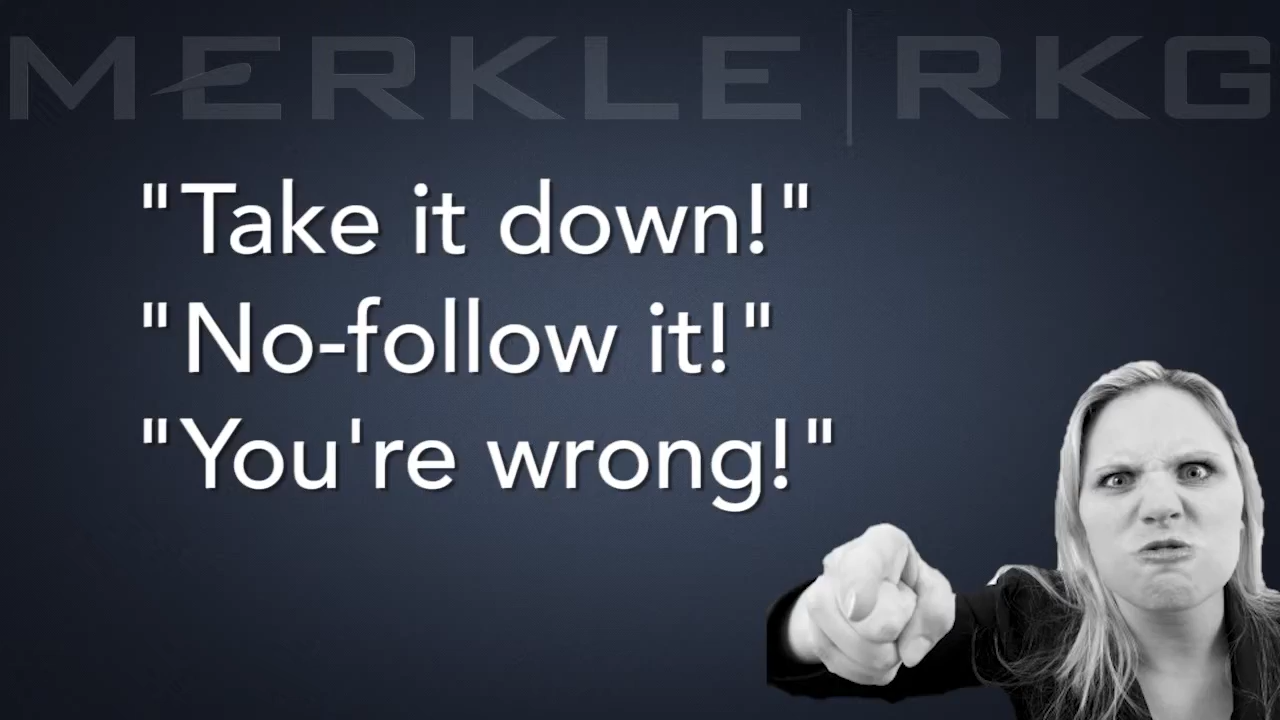 MERKLE | RKG
"Take it down!"
"No-follow it!"
"You're wrong!"